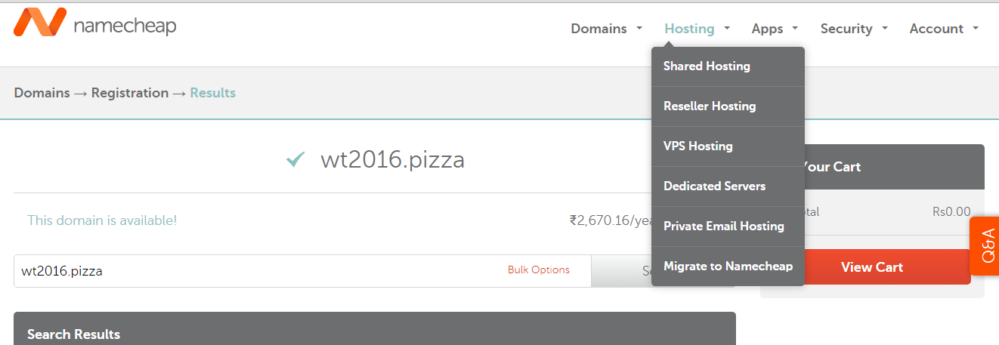 namecheap
Domains Hosting Apps Security Account
Shared Hosting
Reseller Hosting
VPS Hosting
Dedicated Servers
Private Email Hosting
Migrate to Namecheap
Domains → Registration → Results
wt2016.pizza
This domain is available!
₹2,670.16/yea
wt2016.pizza Bulk Options
Search Results
Your Cart
Rs0.00
View Cart
Q&A